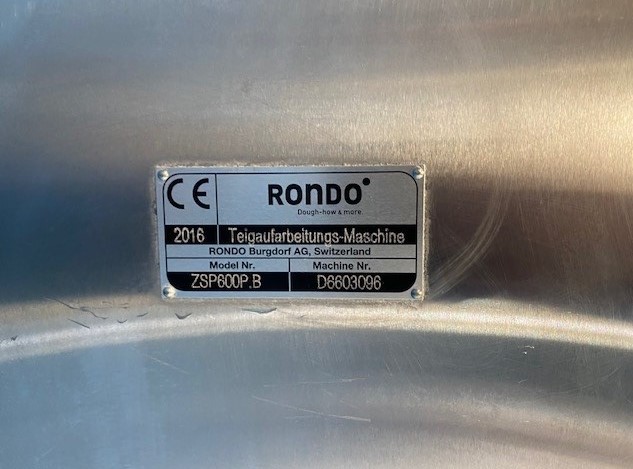 CE RONDO
Dough-how & more.
2016 Teigaufarbeitungs-Maschine
RONDO Burgdorf AG, Switzerland
Model Nr. Machine Nr.
ZSP600P.B D6603096